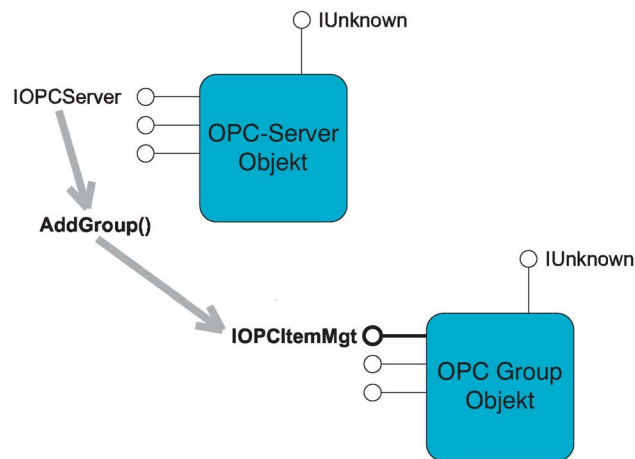 IUnknown
IOPCServer
OPC-Server
Objekt
AddGroup()
IUnknown
IOPCItemMgt
OPC Group
Objekt